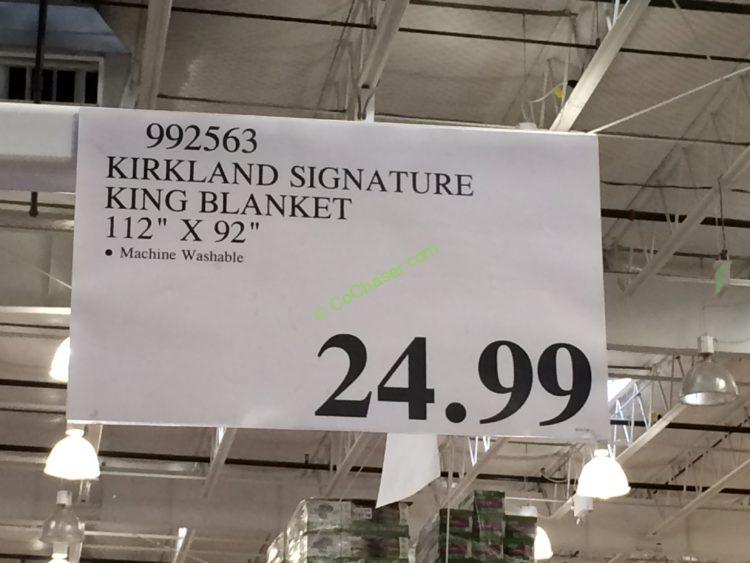 992563
KIRKLAND SIGNATURE
KING BLANKET
112" X 92"
• Machine Washable
© CoChaser.com
24.99